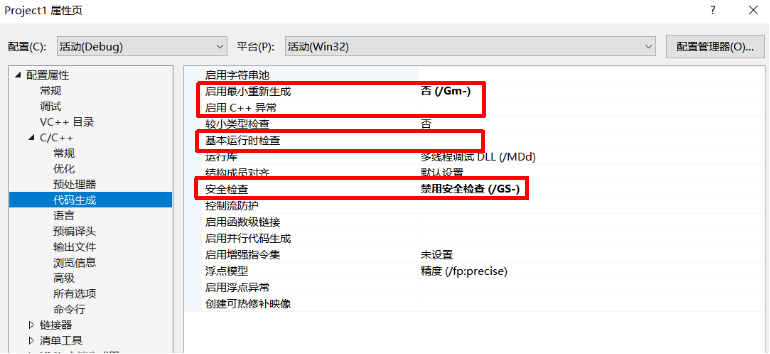 Project1 属性页
? ×
配置(C): 活动(Debug) 平台(P): 活动(Win32) 配置管理器(O)...
配置属性
常规
调试
VC++ 目录
C/C++
常规
优化
预处理器
代码生成
语言
预编译头
输出文件
浏览信息
高级
所有选项
命令行
链接器
清单工具
启用字符串池
启用最小重新生成 否 (/Gm-)
启用 C++ 异常
较小类型检查 否
基本运行时检查
运行库 多线程调试 DLL (/MDd)
结构成员对齐 默认设置
安全检查 禁用安全检查 (/GS-)
控制流防护
启用函数级链接
启用并行代码生成
启用增强指令集 未设置
浮点模型 精度 (/fp:precise)
启用浮点异常
创建可热修补映像